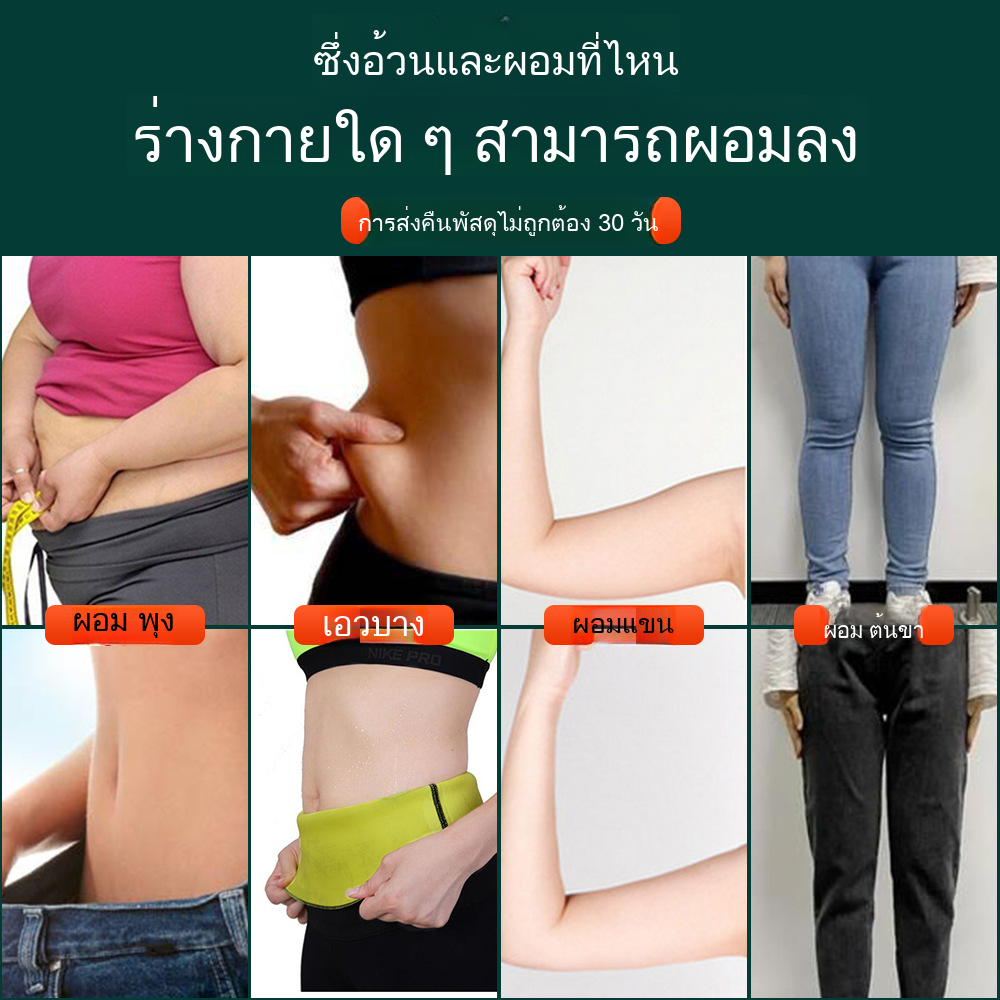 ซึ่งอ้วนและผอมที่ไหน
ร่างกายใด ๆ สามารถผอมลง
การส่งคืนพัสดุไม่ถูกต้อง 30 วัน
ผอม พุง
เอวบาง
ผอมแขน
ผอม ต้นขา
NIKE PRO